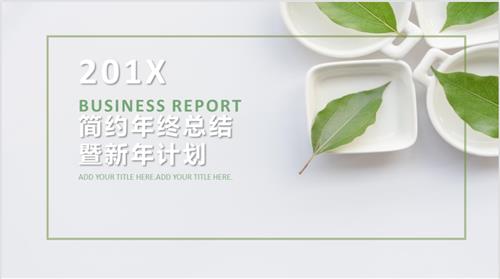 201X
BUSINESS REPORT
简约年终总结
暨新年计划
ADD YOUR TITLE HERE.ADD YOUR TITLE HERE.